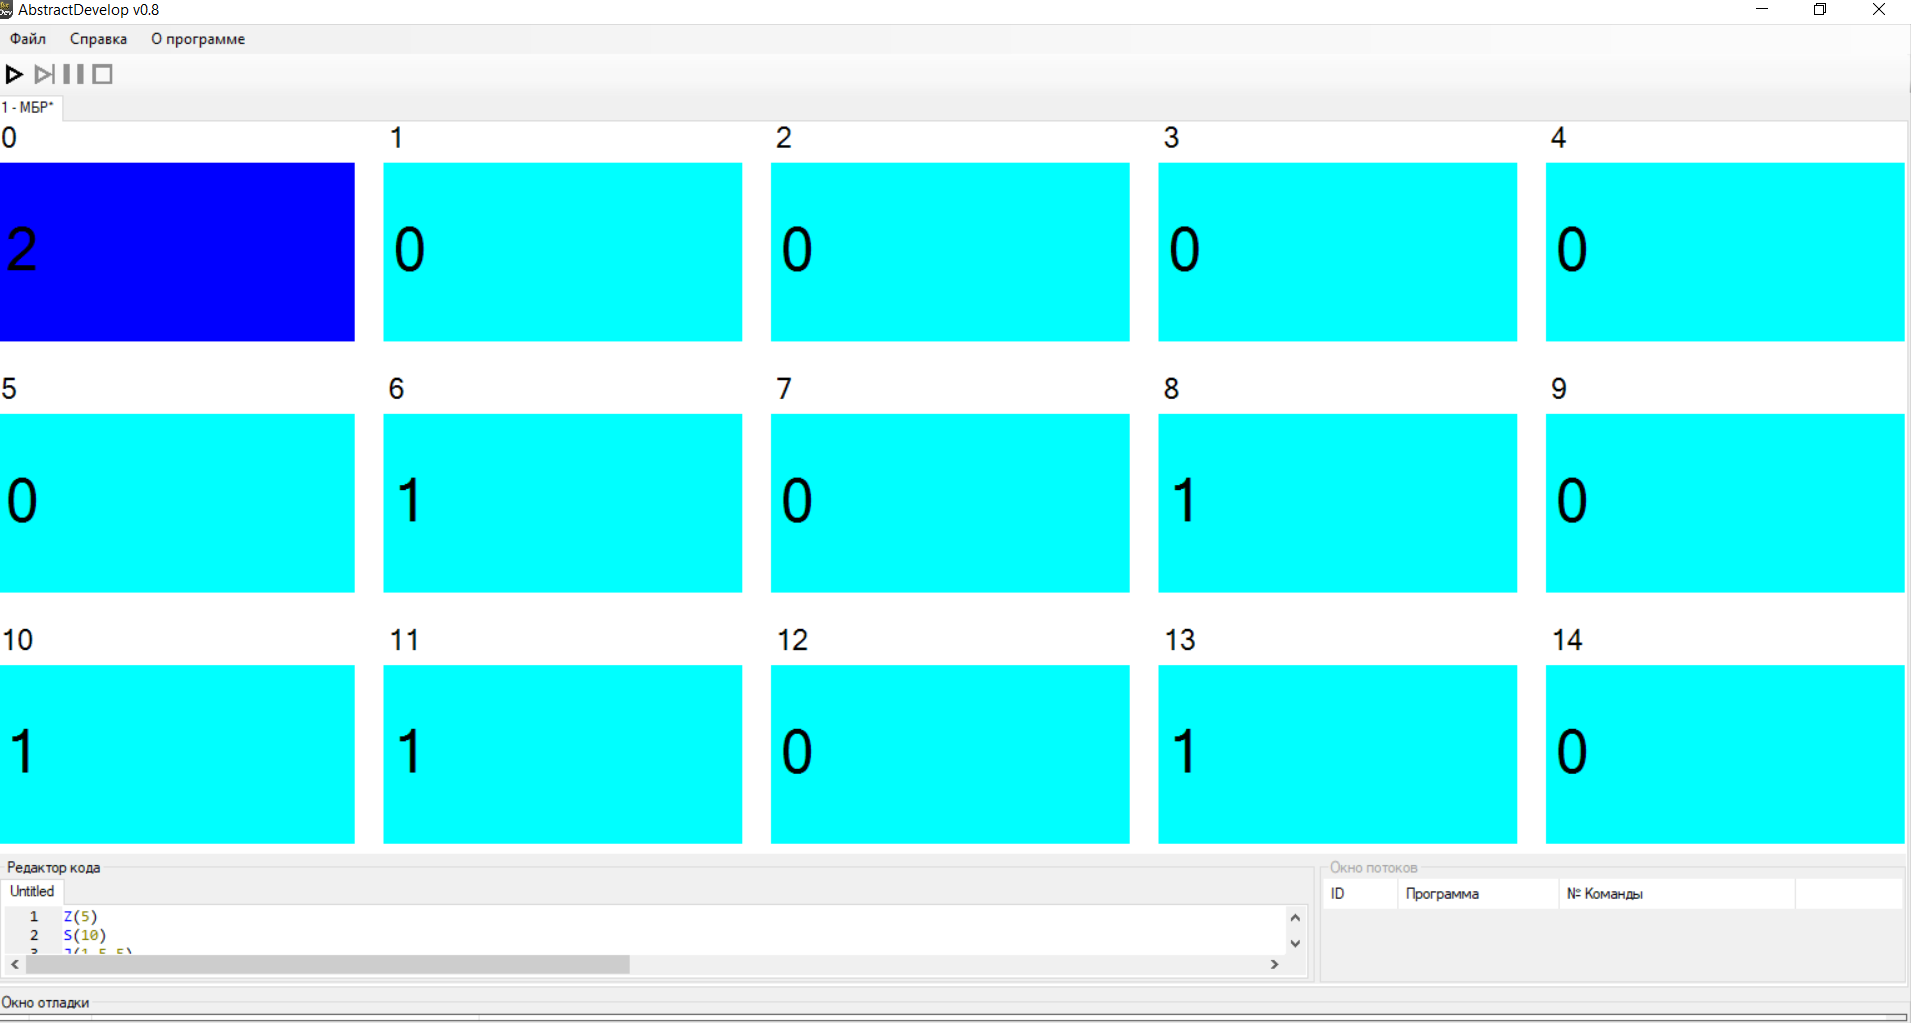 AbstractDevelop v0.8
Файл Справка О программе
1 - МБР*
0 1 2 3 4
2 0 0 0 0
5 6 7 8 9
0 1 0 1 0
10 11 12 13 14
1 1 0 1 0
Редактор кода
Окно потоков
Untitled
ID Программа № Команды
1 Z(5)
2 S(10)
Окно отладки